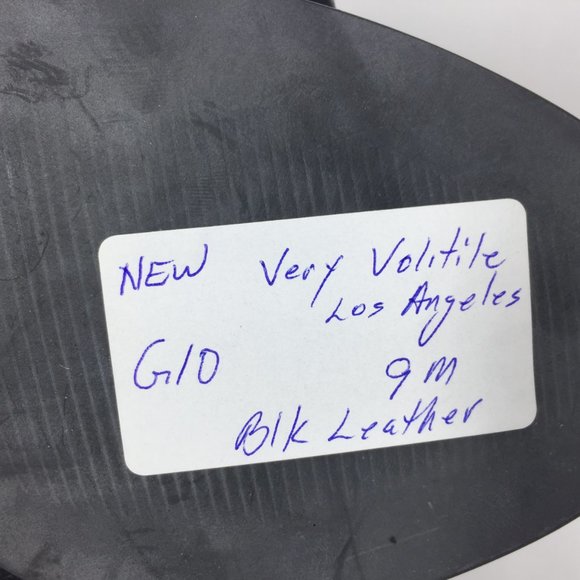 NEW Very Volitile
Los Angeles
G10 9M
Blk Leather